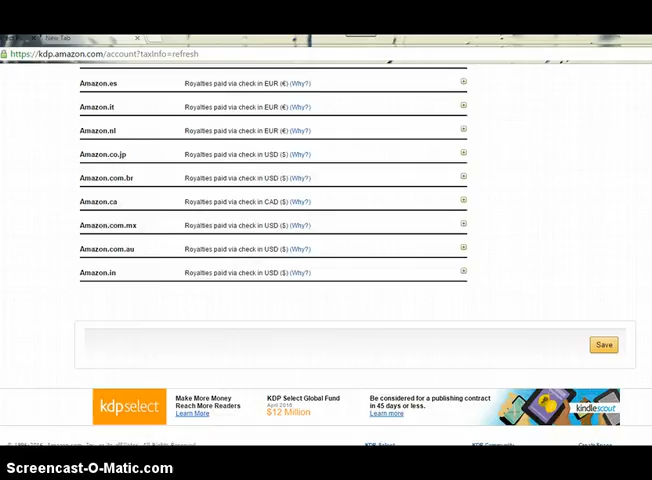 New Tab
https://kdp.amazon.com/account?taxInfo=refresh
Amazon.es Royalties paid via check in EUR (€) (Why?)
Amazon.it Royalties paid via check in EUR (€) (Why?)
Amazon.nl Royalties paid via check in EUR (€) (Why?)
Amazon.co.jp Royalties paid via check in USD ($) (Why?)
Amazon.com.br Royalties paid via check in USD ($) (Why?)
Amazon.ca Royalties paid via check in CAD ($) (Why?)
Amazon.com.mx Royalties paid via check in USD ($) (Why?)
Amazon.com.au Royalties paid via check in USD ($) (Why?)
Amazon.in Royalties paid via check in USD ($) (Why?)
Save
kdpselect
Make More Money
Reach More Readers
Learn More
KDP Select Global Fund
April 2016
$12 Million
Be considered for a publishing contract
in 45 days or less.
Learn more
kindlescout
KDP Select KDP Community
Screencast-O-Matic.com